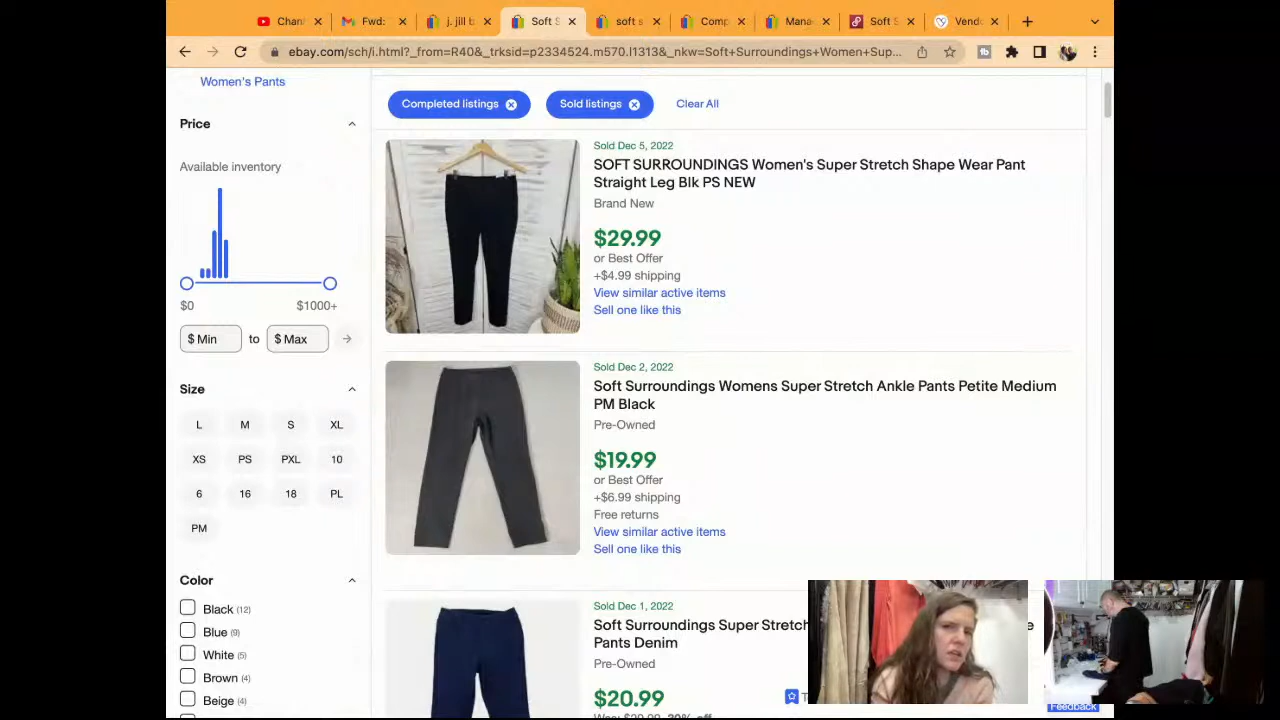 Chan
Fwd:
j. jill b
Soft S
soft s
Comp
Mana
Soft S
Vend
ebay.com/sch/i.html?_from=R40&_trksid=p2334524.m570.l1313&_nkw=Soft+Surroundings+Women+Sup...
Women's Pants
Completed listings
Sold listings
Clear All
Price
Available inventory
$0
$1000+
$ Min
to
$ Max
Size
L
M
S
XL
XS
PS
PXL
10
6
16
18
PL
PM
Color
Black (12)
Blue (9)
White (5)
Brown (4)
Beige (4)
Sold Dec 5, 2022
SOFT SURROUNDINGS Women's Super Stretch Shape Wear Pant
Straight Leg Blk PS NEW
Brand New
$29.99
or Best Offer
+$4.99 shipping
View similar active items
Sell one like this
Sold Dec 2, 2022
Soft Surroundings Womens Super Stretch Ankle Pants Petite Medium
PM Black
Pre-Owned
$19.99
or Best Offer
+$6.99 shipping
Free returns
View similar active items
Sell one like this
Sold Dec 1, 2022
Soft Surroundings Super Stretch
Pants Denim
Pre-Owned
$20.99
Feedback